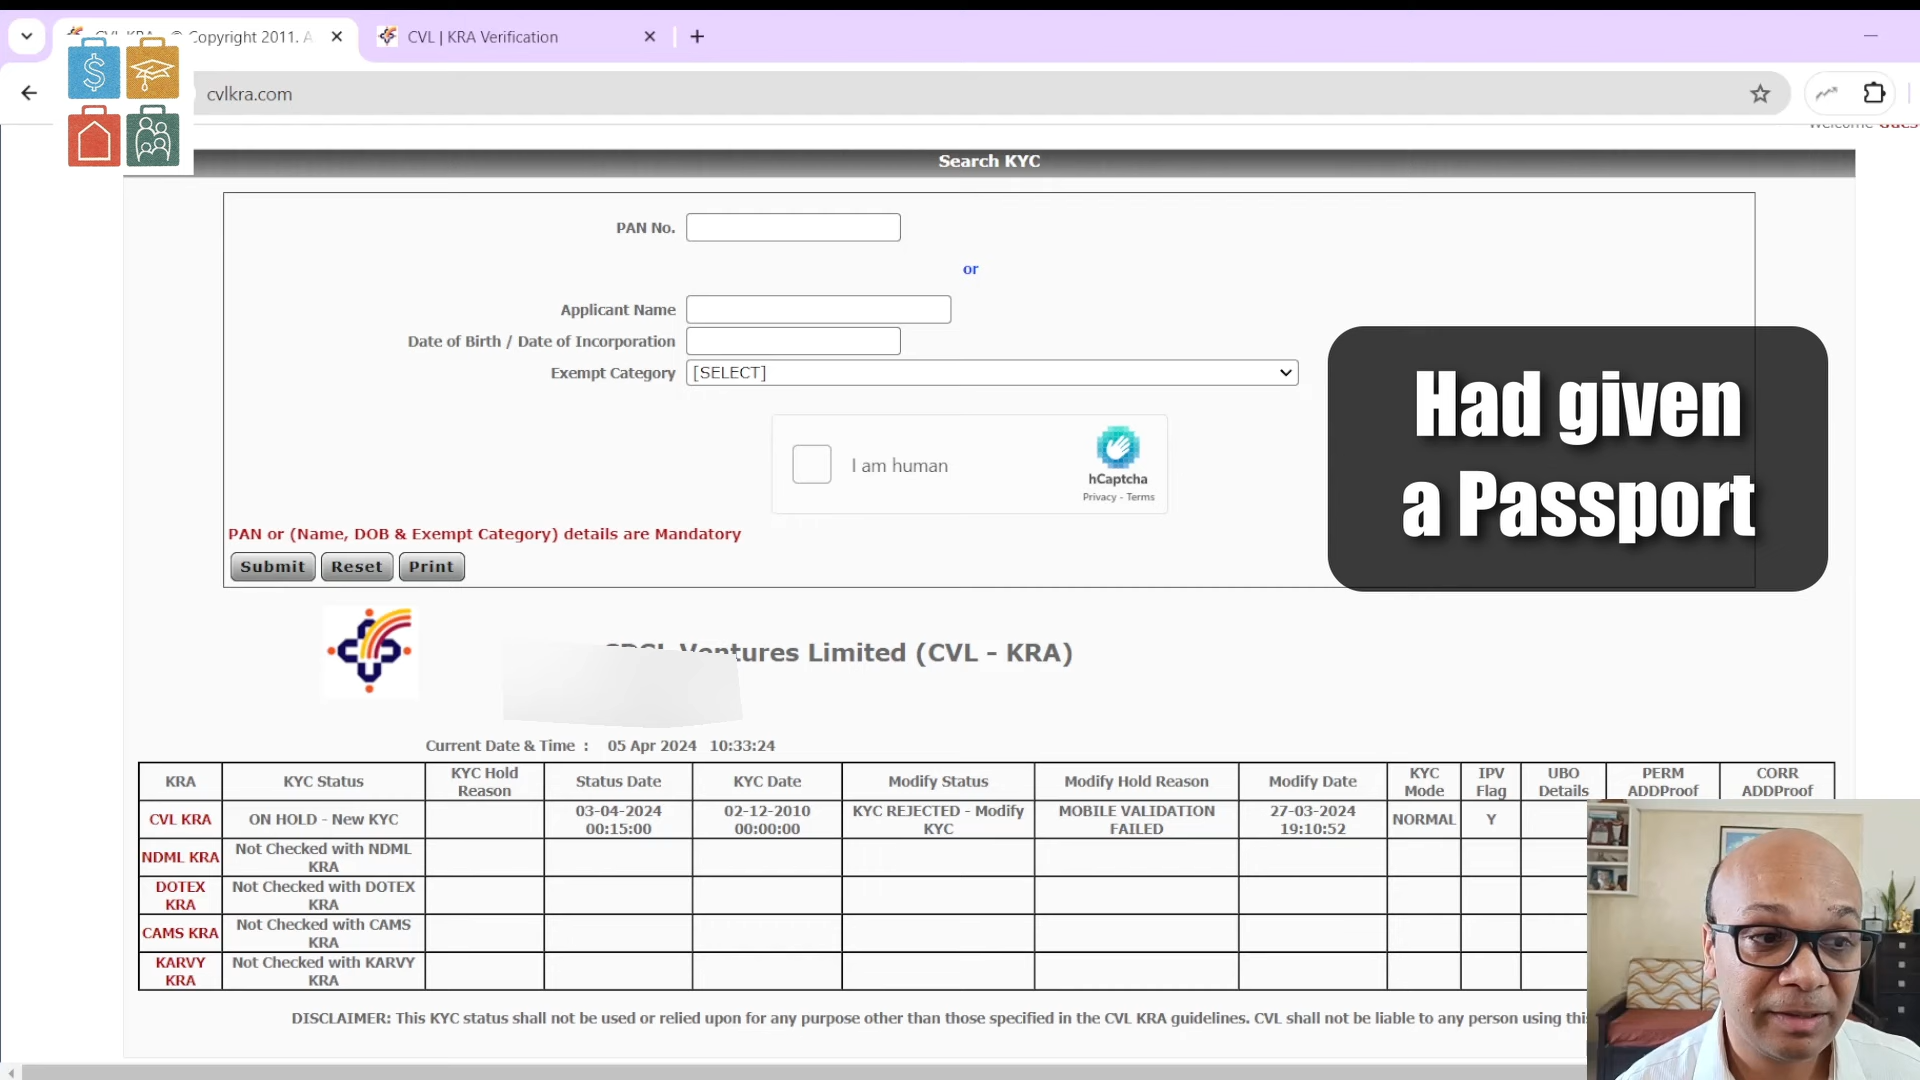 Copyright 2011. A
CVL | KRA Verification
cvlkra.com
Search KYC
PAN No.
or
Applicant Name
Date of Birth / Date of Incorporation
Exempt Category
[SELECT]
I am human
hCaptcha
Privacy - Terms
PAN or (Name, DOB & Exempt Category) details are Mandatory
Submit
Reset
Print
Had given
a Passport
Ventures Limited (CVL - KRA)
Current Date & Time : 05 Apr 2024 10:33:24
KRA
KYC Status
KYC Hold
Reason
Status Date
KYC Date
Modify Status
Modify Hold Reason
Modify Date
KYC
Mode
IPV
Flag
UBO
Details
PERM
ADDProof
CORR
ADDProof
CVL KRA
ON HOLD - New KYC
03-04-2024
00:15:00
02-12-2010
00:00:00
KYC REJECTED - Modify
KYC
MOBILE VALIDATION
FAILED
27-03-2024
19:10:52
NORMAL
Y
NDML KRA
Not Checked with NDML
KRA
DOTEX
KRA
Not Checked with DOTEX
KRA
CAMS KRA
Not Checked with CAMS
KRA
KARVY
KRA
Not Checked with KARVY
KRA
DISCLAIMER: This KYC status shall not be used or relied upon for any purpose other than those specified in the CVL KRA guidelines. CVL shall not be liable to any person using